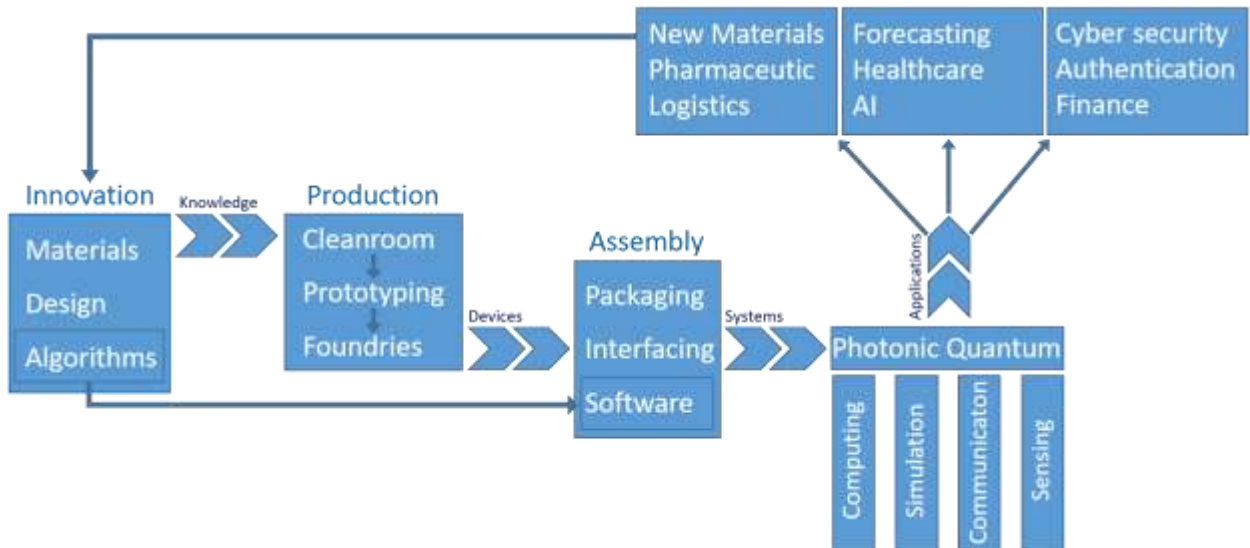 New Materials
Pharmaceutic
Logistics
Forecasting
Healthcare
AI
Cyber security
Authentication
Finance
Innovation
Materials
Design
Algorithms
Knowledge
Production
Cleanroom
Prototyping
Foundries
Devices
Assembly
Packaging
Interfacing
Software
Systems
Applications
Photonic Quantum
Computing
Simulation
Communicaton
Sensing